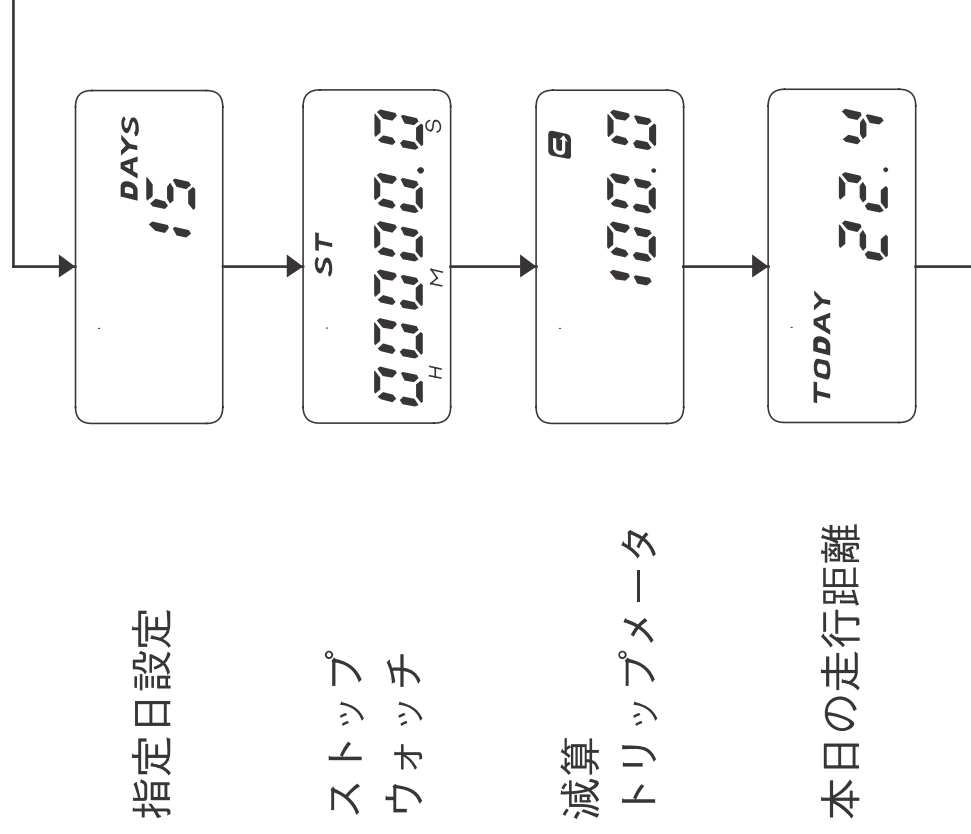 指定日設定
DAYS
15
ストップ
ウォッチ
ST
00000.0
H M S
減算
トリップメータ
E
100.0
本日の走行距離
TODAY
22.4